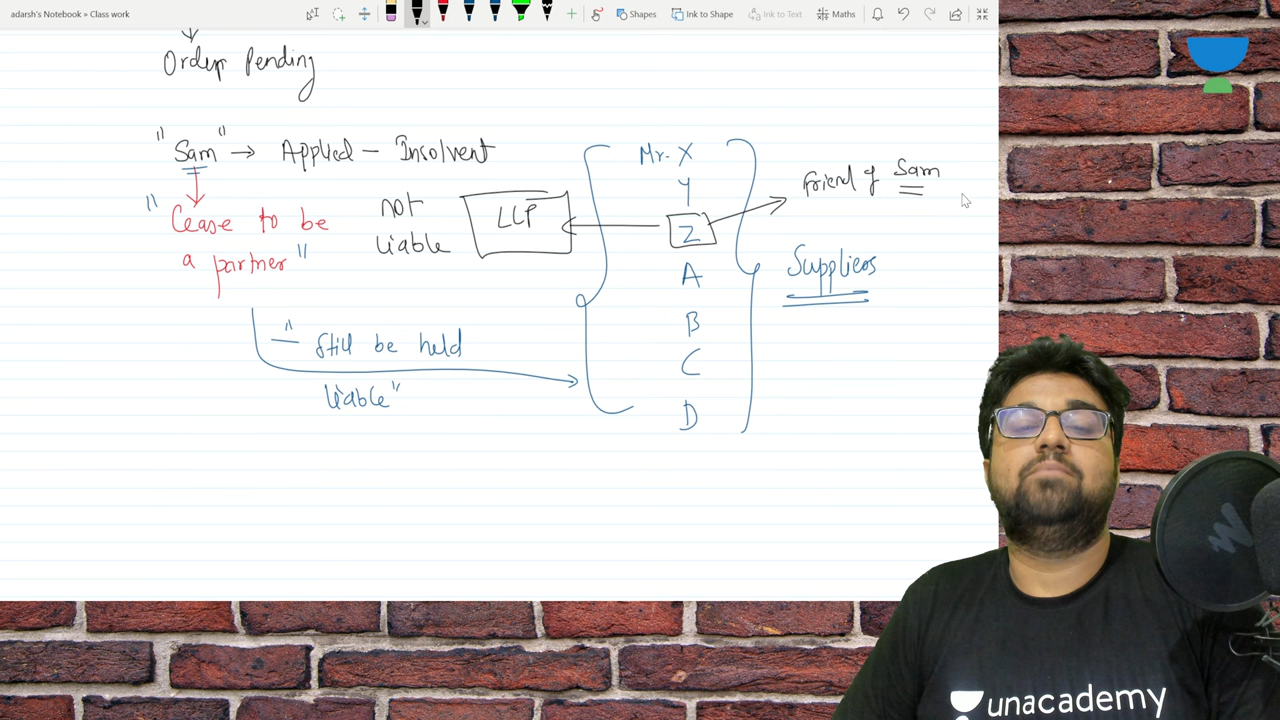 adarsh's Notebook » Class work
Shapes
Ink to Shape
Ink to Text
Maths
Order Pending
"Sam" → Applied - Insolvent
"Cease to be
a partner"
not
liable
LLP
Mr. X
Y
Z
A
B
C
D
Friend of Sam
Suppliers
"Still be held
liable"
unacademy